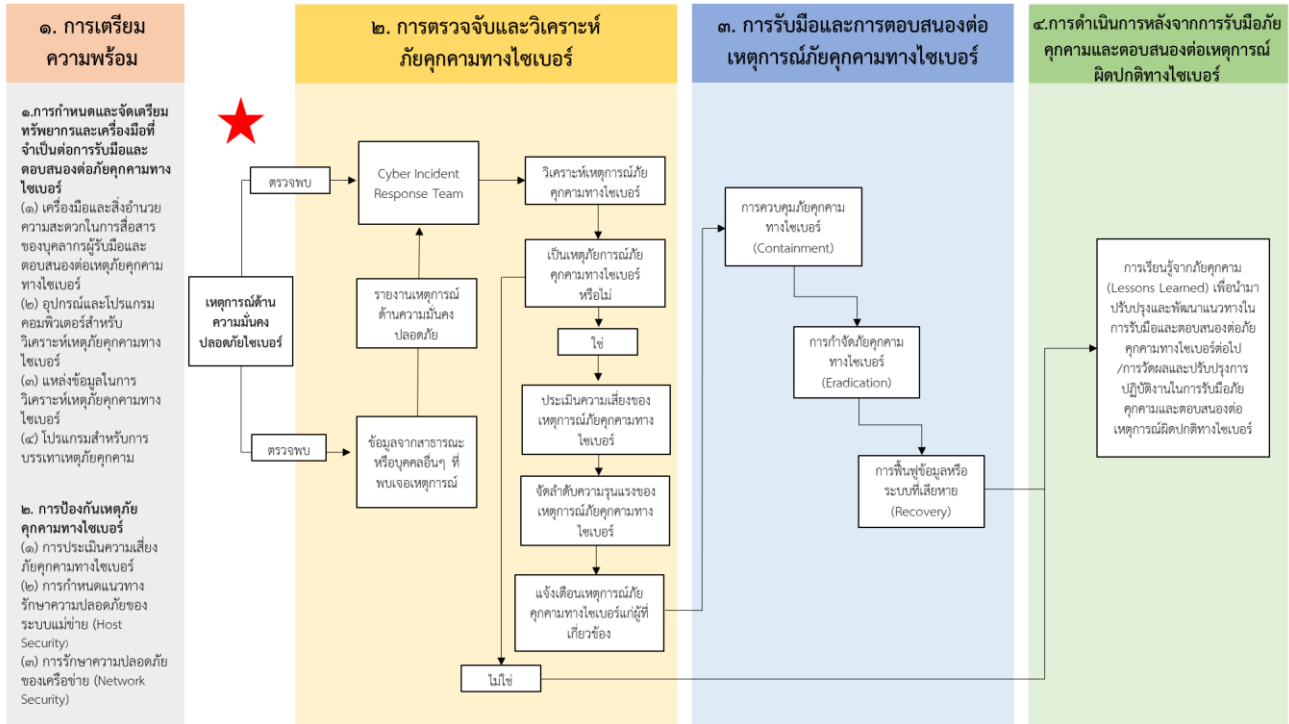 ๑. การเตรียม
ความพร้อม
๑.การกำหนดและจัดเตรียม
ทรัพยากรและเครื่องมือที่
จำเป็นต่อการรับมือและ
ตอบสนองต่อภัยคุกคามทาง
ไซเบอร์
(๑) เครื่องมือและสิ่งอำนวย
ความสะดวกในการสื่อสาร
ของบุคลากรผู้รับมือและ
ตอบสนองต่อเหตุภัยคุกคาม
ทางไซเบอร์
(๒) อุปกรณ์และโปรแกรม
คอมพิวเตอร์สำหรับ
วิเคราะห์เหตุภัยคุกคามทาง
ไซเบอร์
(๓) แหล่งข้อมูลในการ
วิเคราะห์เหตุภัยคุกคามทาง
ไซเบอร์
(๔) โปรแกรมสำหรับการ
บรรเทาเหตุภัยคุกคาม
๒. การป้องกันเหตุภัย
คุกคามทางไซเบอร์
(๑) การประเมินความเสี่ยง
ภัยคุกคามทางไซเบอร์
(๒) การกำหนดแนวทาง
รักษาความปลอดภัยของ
ระบบแม่ข่าย (Host
Security)
(๓) การรักษาความปลอดภัย
ของเครือข่าย (Network
Security)
เหตุการณ์ด้าน
ความมั่นคง
ปลอดภัยไซเบอร์
ตรวจพบ
ตรวจพบ
๒. การตรวจจับและวิเคราะห์
ภัยคุกคามทางไซเบอร์
Cyber Incident
Response Team
รายงานเหตุการณ์
ด้านความมั่นคง
ปลอดภัย
ข้อมูลจากสาธารณะ
หรือบุคคลอื่นๆ ที่
พบเจอเหตุการณ์
วิเคราะห์เหตุการณ์ภัย
คุกคามทางไซเบอร์
เป็นเหตุภัยการณ์ภัย
คุกคามทางไซเบอร์
หรือไม่
ใช่
ประเมินความเสี่ยงของ
เหตุการณ์ภัยคุกคามทาง
ไซเบอร์
จัดลำดับความรุนแรงของ
เหตุการณ์ภัยคุกคามทาง
ไซเบอร์
แจ้งเตือนเหตุการณ์ภัย
คุกคามทางไซเบอร์แก่ผู้ที่
เกี่ยวข้อง
ไม่ใช่
๓. การรับมือและการตอบสนองต่อ
เหตุการณ์ภัยคุกคามทางไซเบอร์
การควบคุมภัยคุกคาม
ทางไซเบอร์
(Containment)
การกำจัดภัยคุกคาม
ทางไซเบอร์
(Eradication)
การฟื้นฟูข้อมูลหรือ
ระบบที่เสียหาย
(Recovery)
๔.การดำเนินการหลังจากการรับมือภัย
คุกคามและตอบสนองต่อเหตุการณ์
ผิดปกติทางไซเบอร์
การเรียนรู้จากภัยคุกคาม
(Lessons Learned) เพื่อนำมา
ปรับปรุงและพัฒนาแนวทางใน
การรับมือและตอบสนองต่อภัย
คุกคามทางไซเบอร์ต่อไป
/การวัดผลและปรับปรุงการ
ปฏิบัติงานในการรับมือภัย
คุกคามและตอบสนองต่อ
เหตุการณ์ผิดปกติทางไซเบอร์